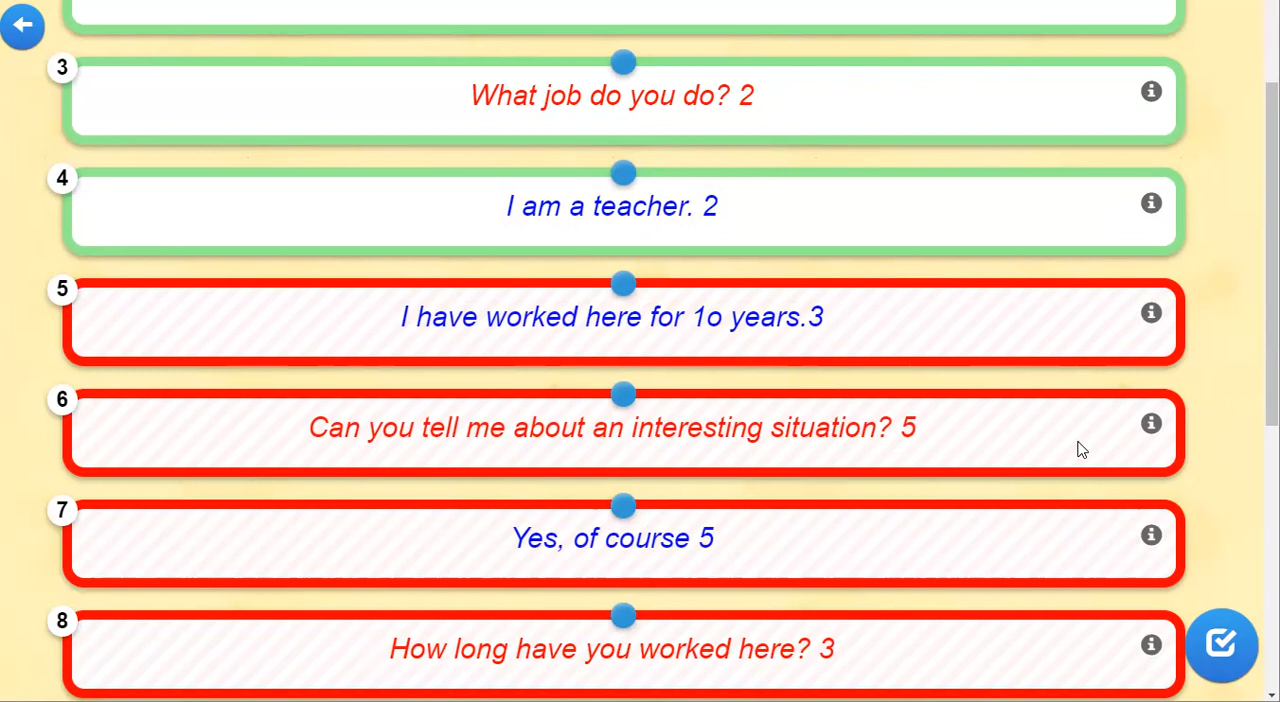 3
What job do you do? 2
4
I am a teacher. 2
5
I have worked here for 1o years.3
6
Can you tell me about an interesting situation? 5
7
Yes, of course 5
8
How long have you worked here? 3